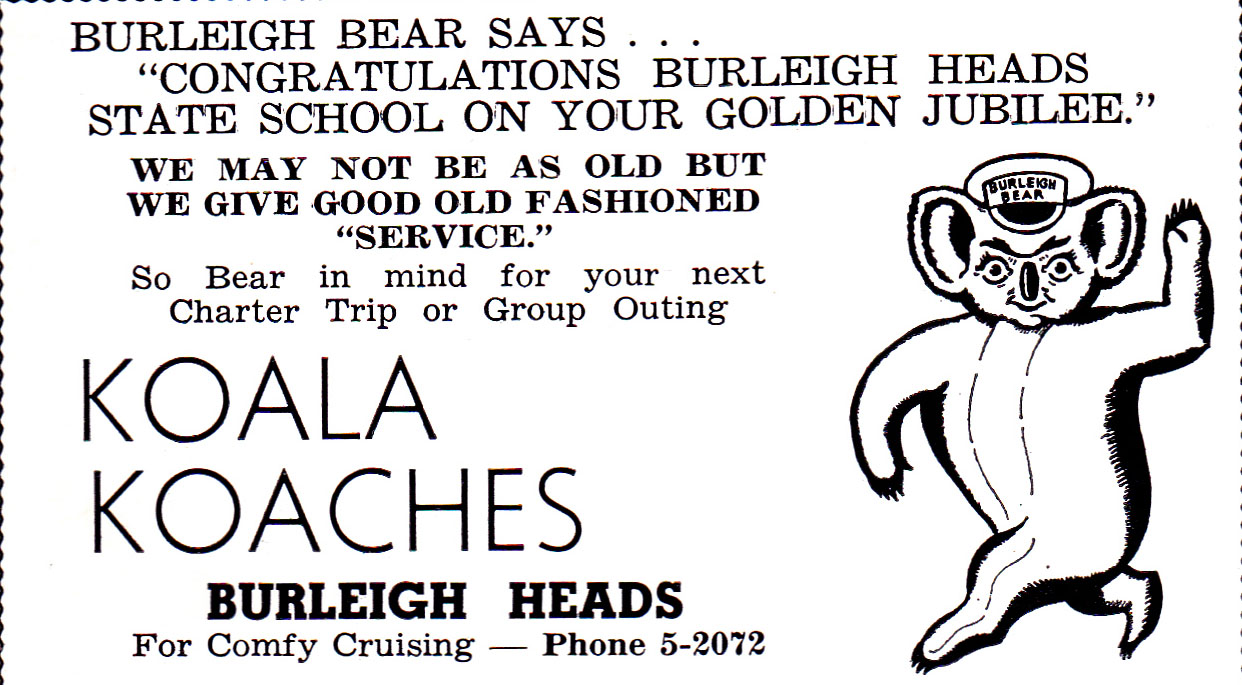 BURLEIGH BEAR SAYS . . .
“CONGRATULATIONS BURLEIGH HEADS
STATE SCHOOL ON YOUR GOLDEN JUBILEE.”
WE MAY NOT BE AS OLD BUT
WE GIVE GOOD OLD FASHIONED
“SERVICE.”
So Bear in mind for your next
Charter Trip or Group Outing
KOALA
KOACHES
BURLEIGH HEADS
For Comfy Cruising — Phone 5-2072
BURLEIGH
BEAR